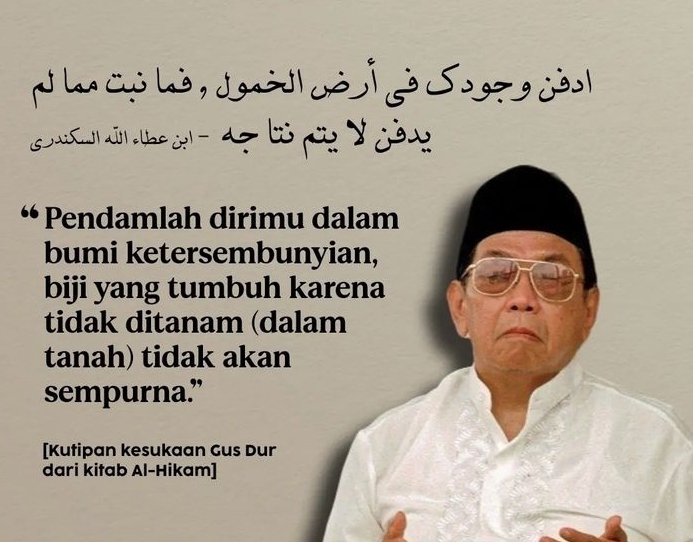 ادفن وجودك في أرض الخمول , فما نبت مما لم
يدفن لا يتم نتا جه - ابن عطاء الله السكندري
“Pendamlah dirimu dalam
bumi ketersembunyian,
biji yang tumbuh karena
tidak ditanam (dalam
tanah) tidak akan
sempurna.”
[Kutipan kesukaan Gus Dur
dari kitab Al-Hikam]